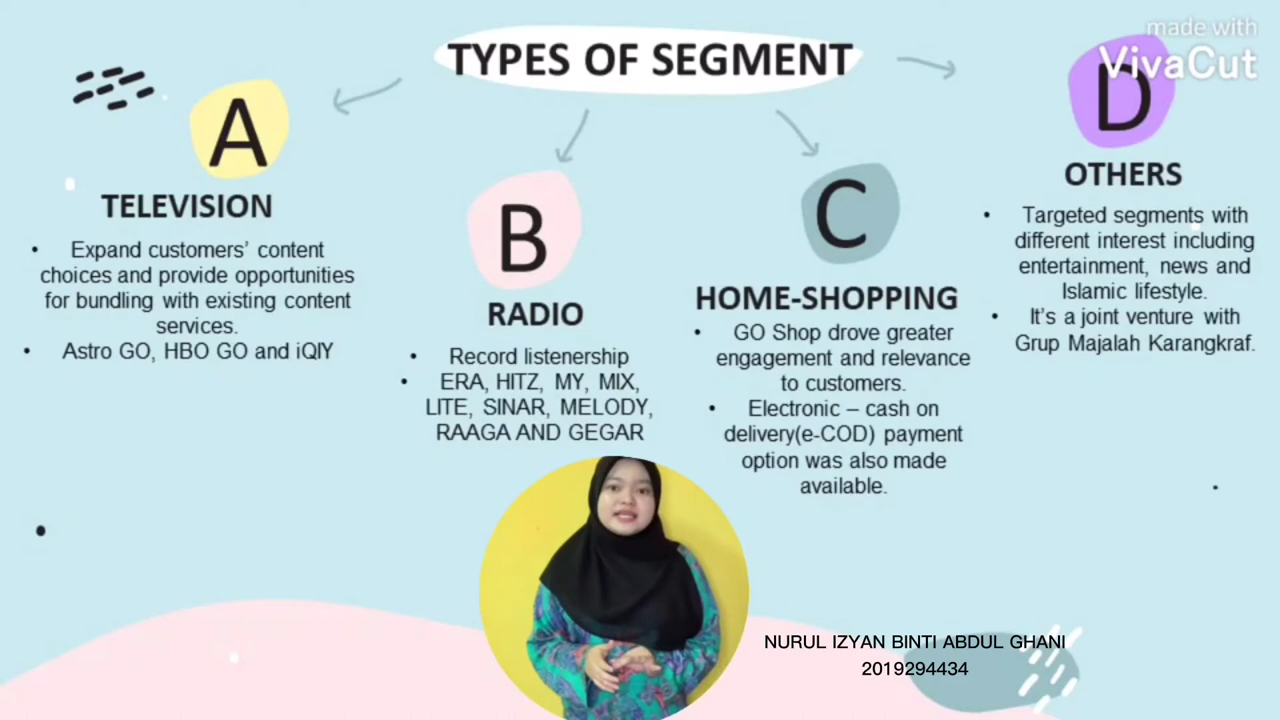 made with
VivaCut
TYPES OF SEGMENT
A
TELEVISION
• Expand customers’ content
choices and provide opportunities
for bundling with existing content
services.
• Astro GO, HBO GO and iQIY
B
RADIO
• Record listenership
• ERA, HITZ, MY, MIX,
LITE, SINAR, MELODY,
RAAGA AND GEGAR
C
HOME-SHOPPING
• GO Shop drove greater
engagement and relevance
to customers.
• Electronic – cash on
delivery(e-COD) payment
option was also made
available.
D
OTHERS
• Targeted segments with
different interest including
entertainment, news and
Islamic lifestyle.
• It’s a joint venture with
Grup Majalah Karangkraf.
NURUL IZYAN BINTI ABDUL GHANI
2019294434